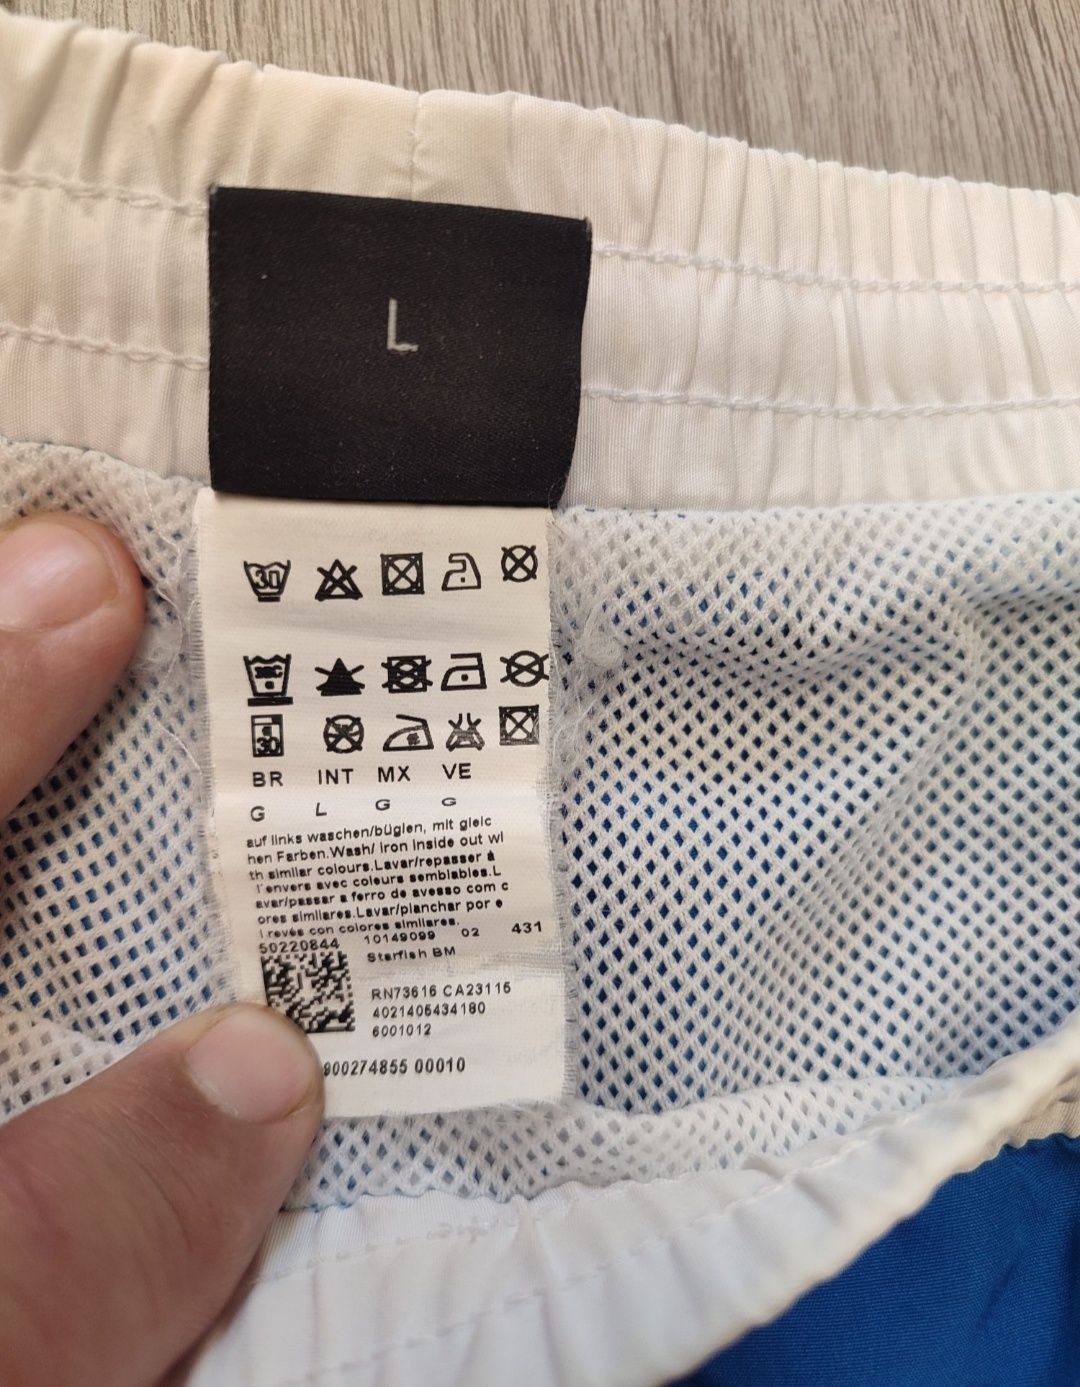 L
30
30
BR INT MX VE
G L G G
auf links waschen/büglen, mit gleic
hen Farben.Wash/ iron inside out wi
th similar colours.Lavar/repasser à
l'envers avec coleurs semblables.L
avar/passar a ferro de avesso com c
ores similares.Lavar/planchar por e
l revés con colores similares.
50220844 10149099 02 431
Starfish BM
RN73616 CA23115
4021405434180
6001012
900274855 00010